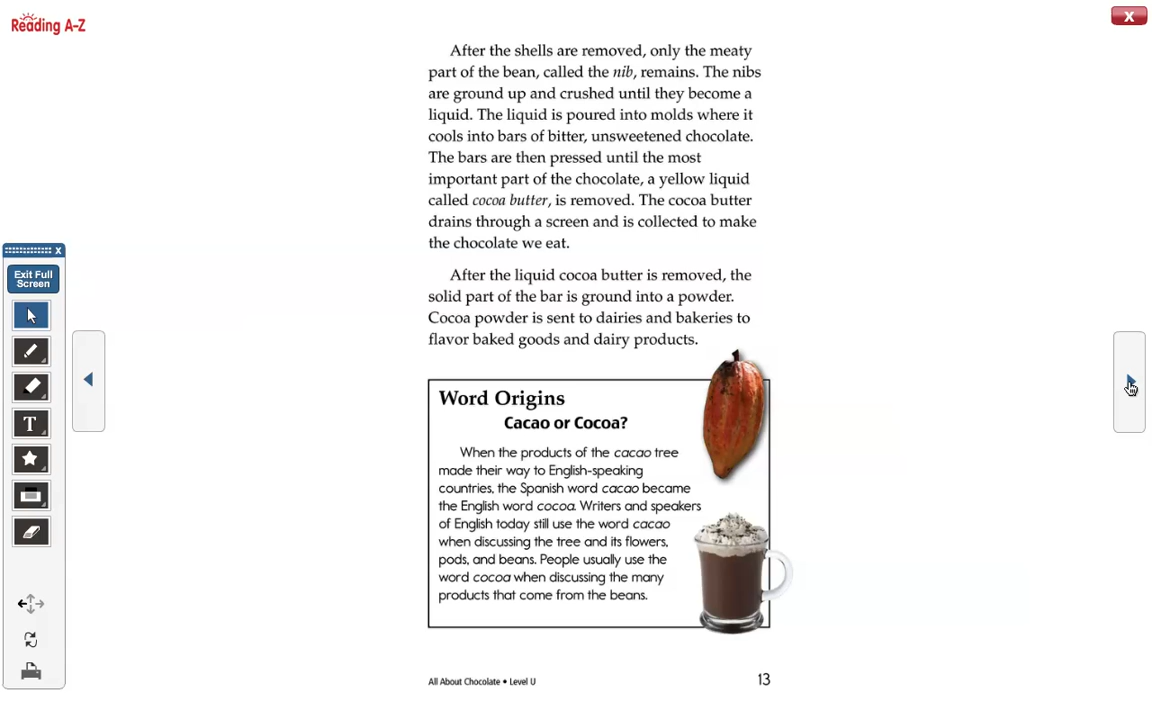 Reading A-Z
X
After the shells are removed, only the meaty
part of the bean, called the nib, remains. The nibs
are ground up and crushed until they become a
liquid. The liquid is poured into molds where it
cools into bars of bitter, unsweetened chocolate.
The bars are then pressed until the most
important part of the chocolate, a yellow liquid
called cocoa butter, is removed. The cocoa butter
drains through a screen and is collected to make
the chocolate we eat.
After the liquid cocoa butter is removed, the
solid part of the bar is ground into a powder.
Cocoa powder is sent to dairies and bakeries to
flavor baked goods and dairy products.
x
Exit Full
Screen
T
Word Origins
Cacao or Cocoa?
When the products of the cacao tree
made their way to English-speaking
countries, the Spanish word cacao became
the English word cocoa. Writers and speakers
of English today still use the word cacao
when discussing the tree and its flowers,
pods, and beans. People usually use the
word cocoa when discussing the many
products that come from the beans.
All About Chocolate • Level U
13